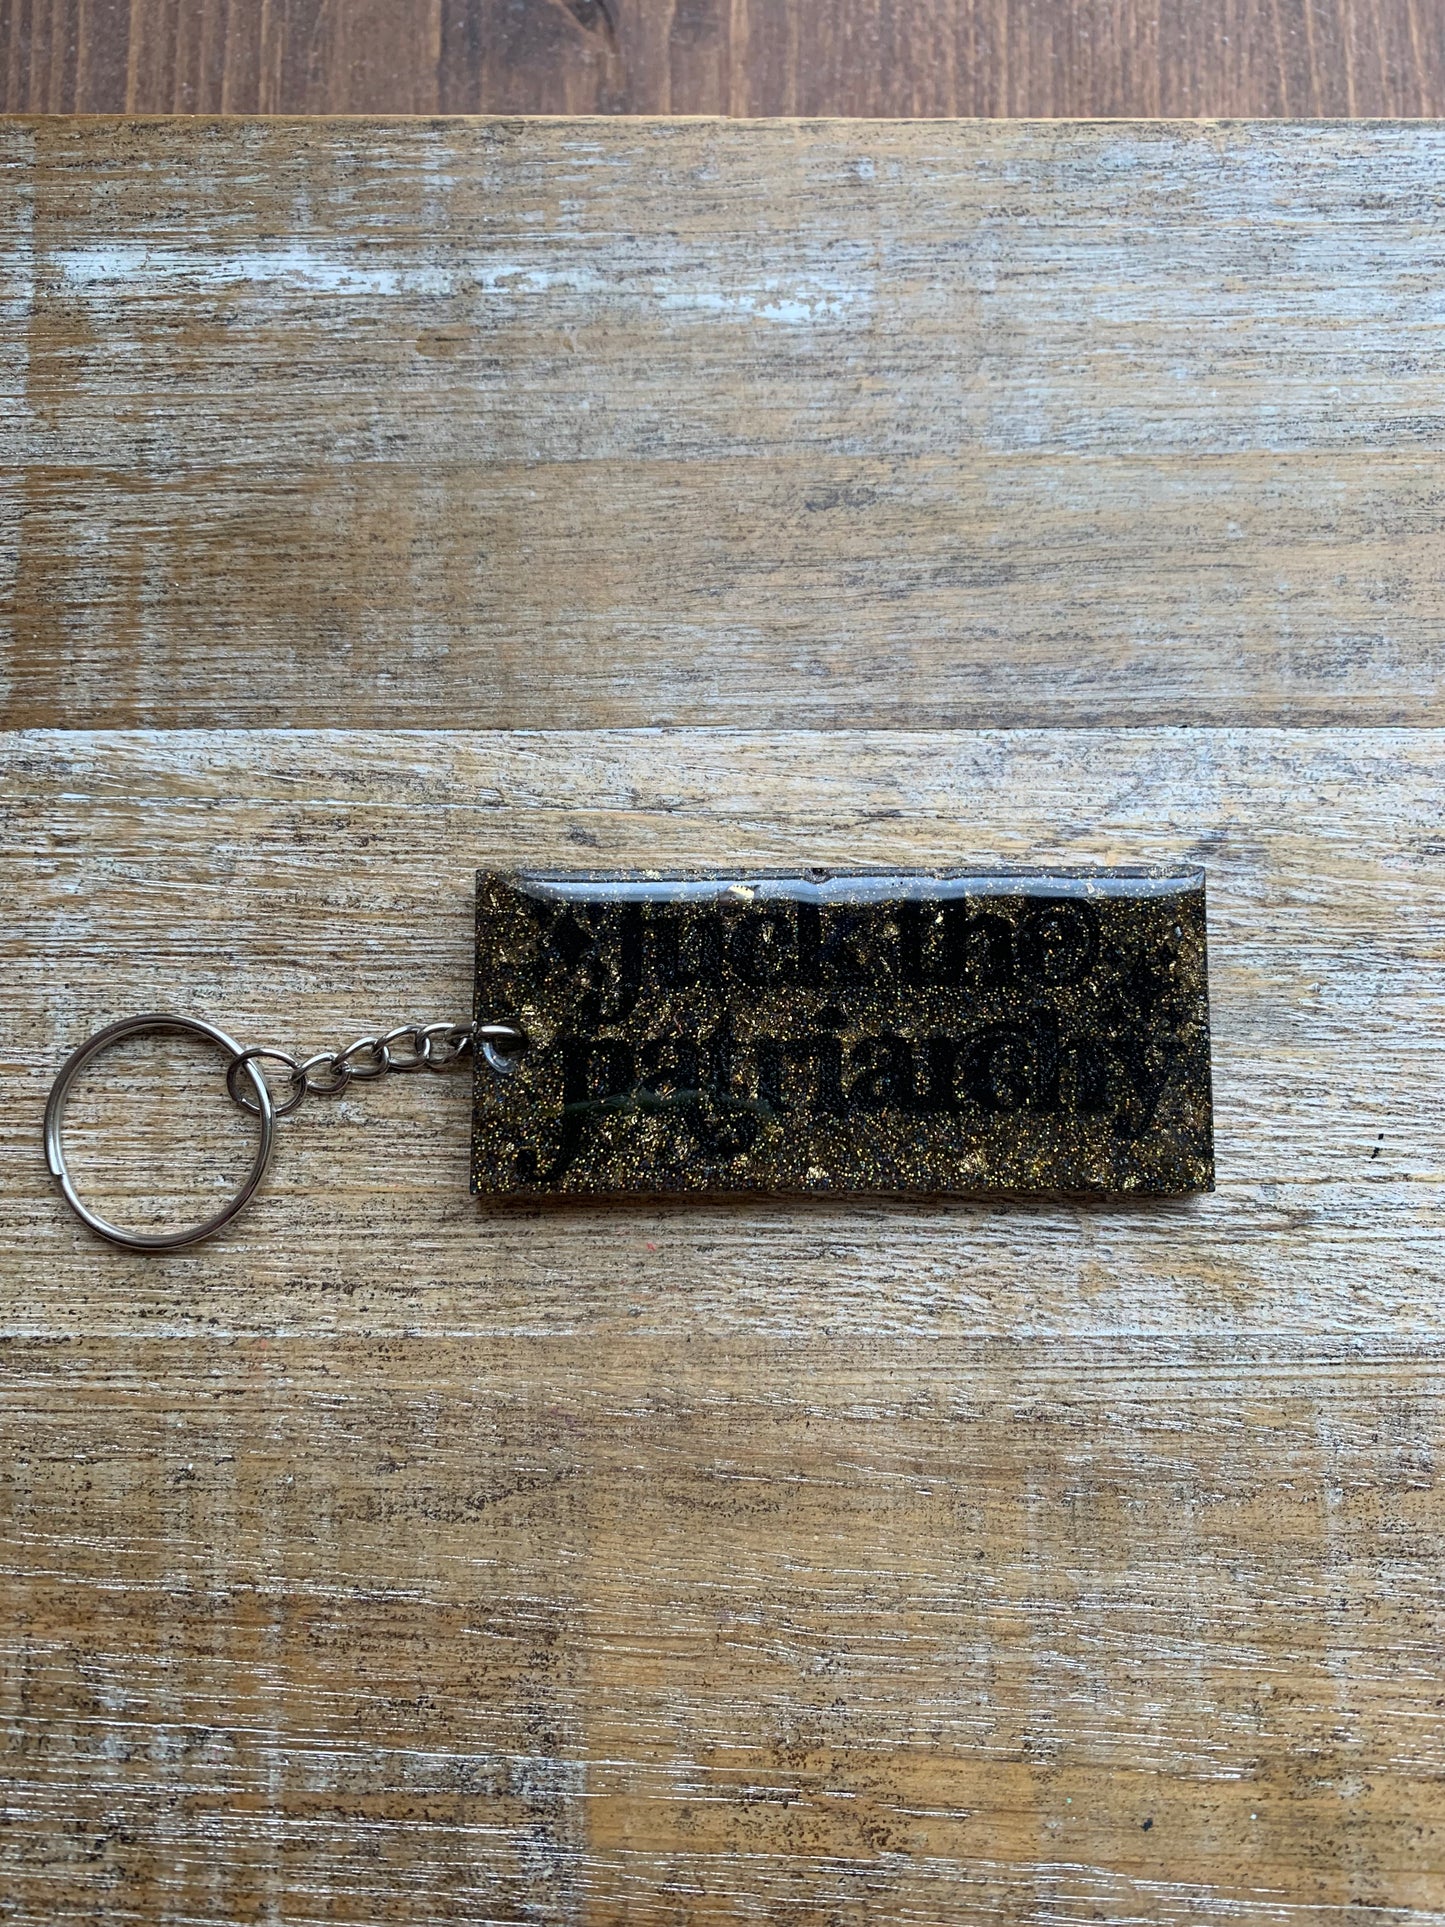 fuck the
patriarchy